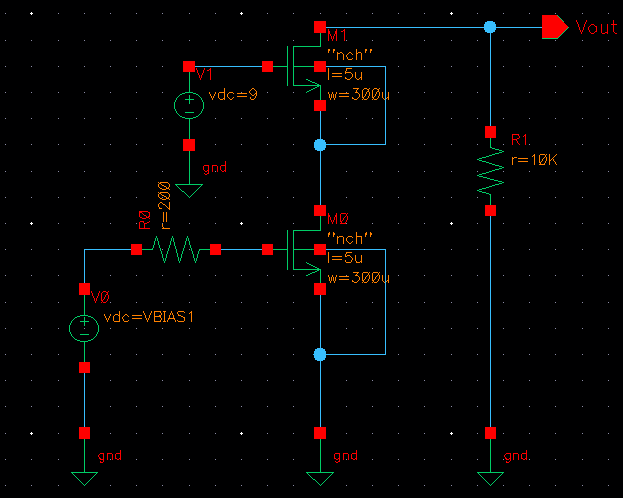 Vout
M1
"nch"
l=5u
w=300u
V1
vdc=9
gnd
R1
r=10K
R0
r=200
M0
"nch"
l=5u
w=300u
V0
vdc=VBIAS1
gnd
gnd
gnd